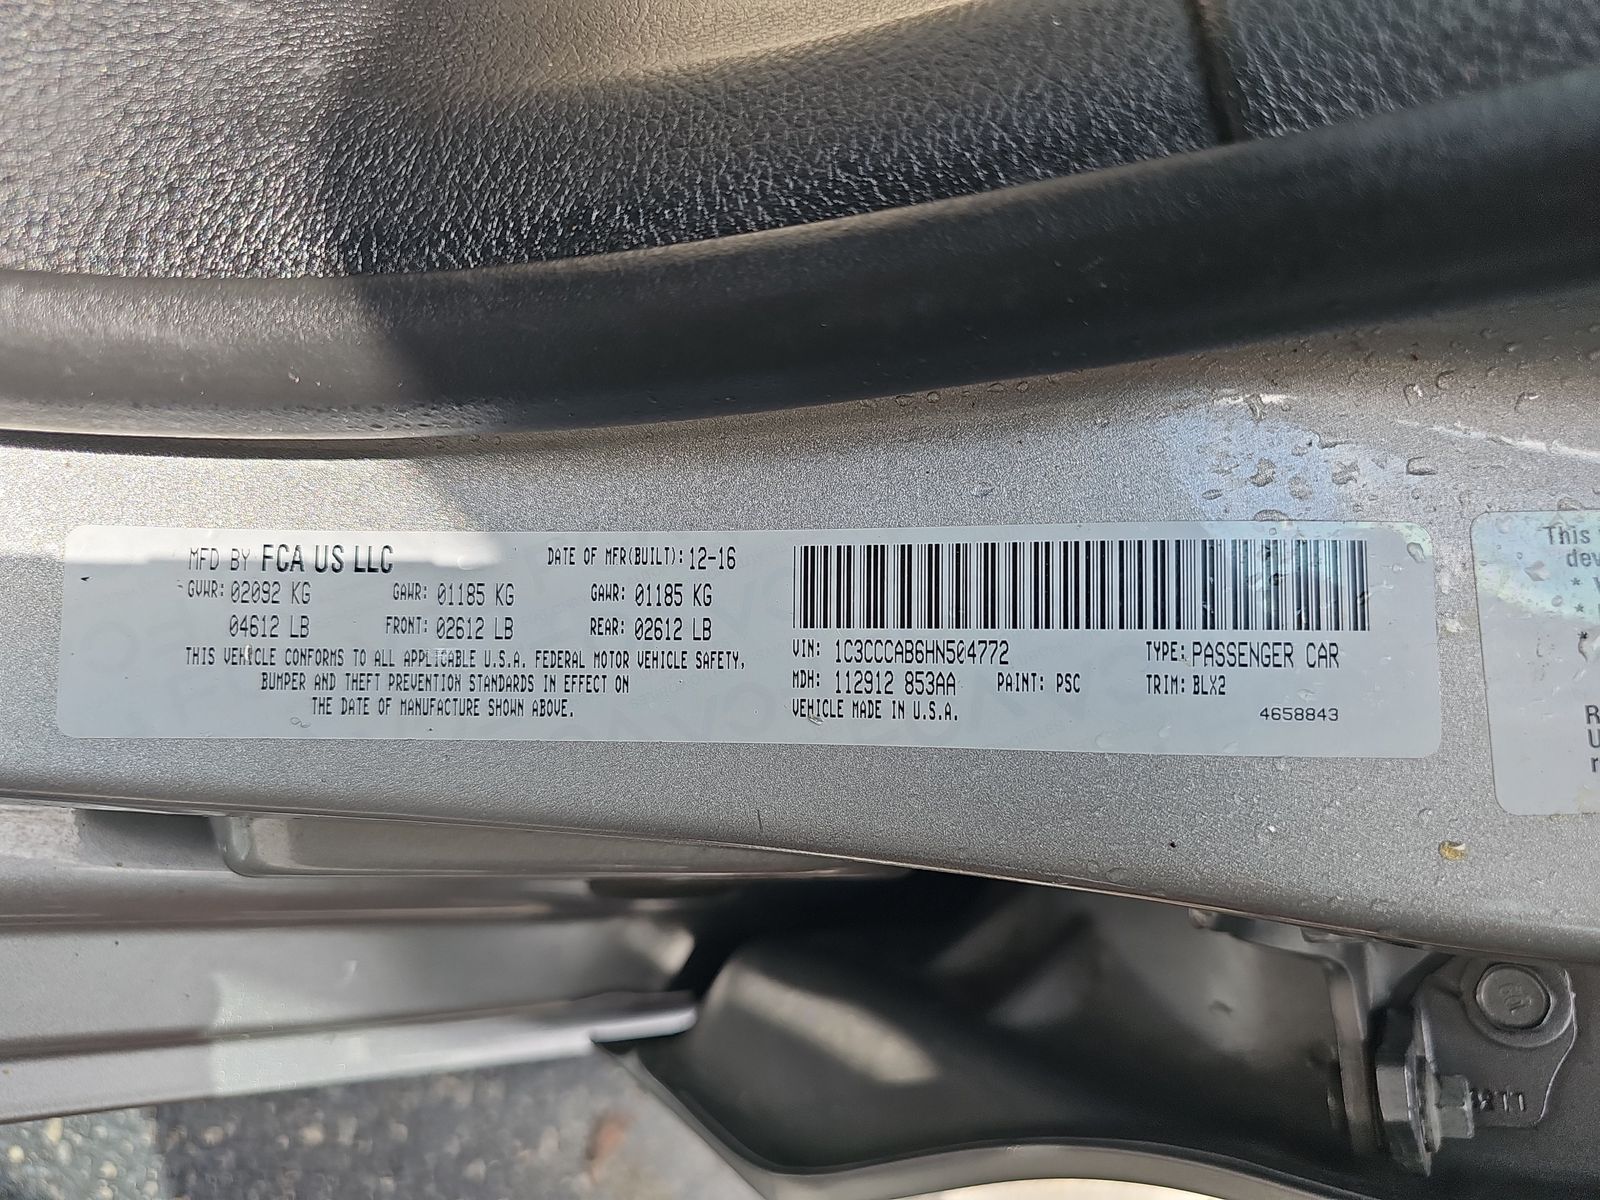 MFD BY FCA US LLC DATE OF MFR(BUILT): 12-16
GVWR: 02092 KG GAWR: 01185 KG GAWR: 01185 KG
04612 LB FRONT: 02612 LB REAR: 02612 LB
THIS VEHICLE CONFORMS TO ALL APPLICABLE U.S.A. FEDERAL MOTOR VEHICLE SAFETY,
BUMPER AND THEFT PREVENTION STANDARDS IN EFFECT ON
THE DATE OF MANUFACTURE SHOWN ABOVE.
VIN: 1C3CCCAB6HN504772 TYPE: PASSENGER CAR
MDH: 112912 853AA PAINT: PSC TRIM: BLX2
VEHICLE MADE IN U.S.A. 4658843
This
dev